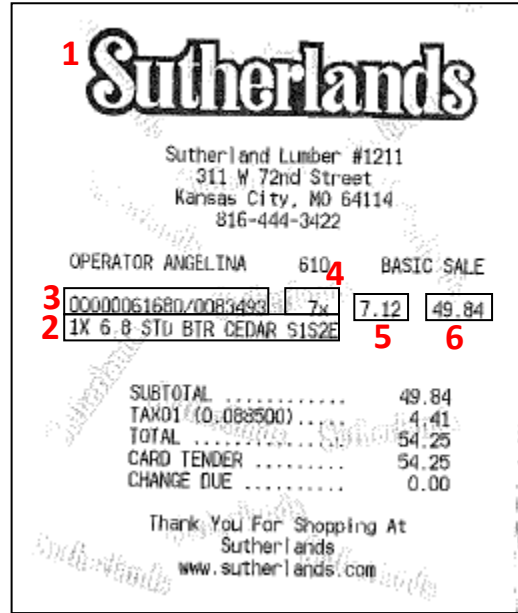 1
Sutherlands
Sutherland Lumber #1211
311 W 72nd Street
Kansas City, MO 64114
816-444-3422
OPERATOR ANGELINA 610 BASIC SALE
4
3 00000061680/0083493 7x 7.12 49.84
2 1X 6.8 STD BTR CEDAR S1S2E 5 6
SUBTOTAL ............ 49.84
TAX01 (0.088500)..... 4.41
TOTAL ............... 54.25
CARD TENDER ......... 54.25
CHANGE DUE .......... 0.00
Thank You For Shopping At
Sutherlands
www.sutherlands.com